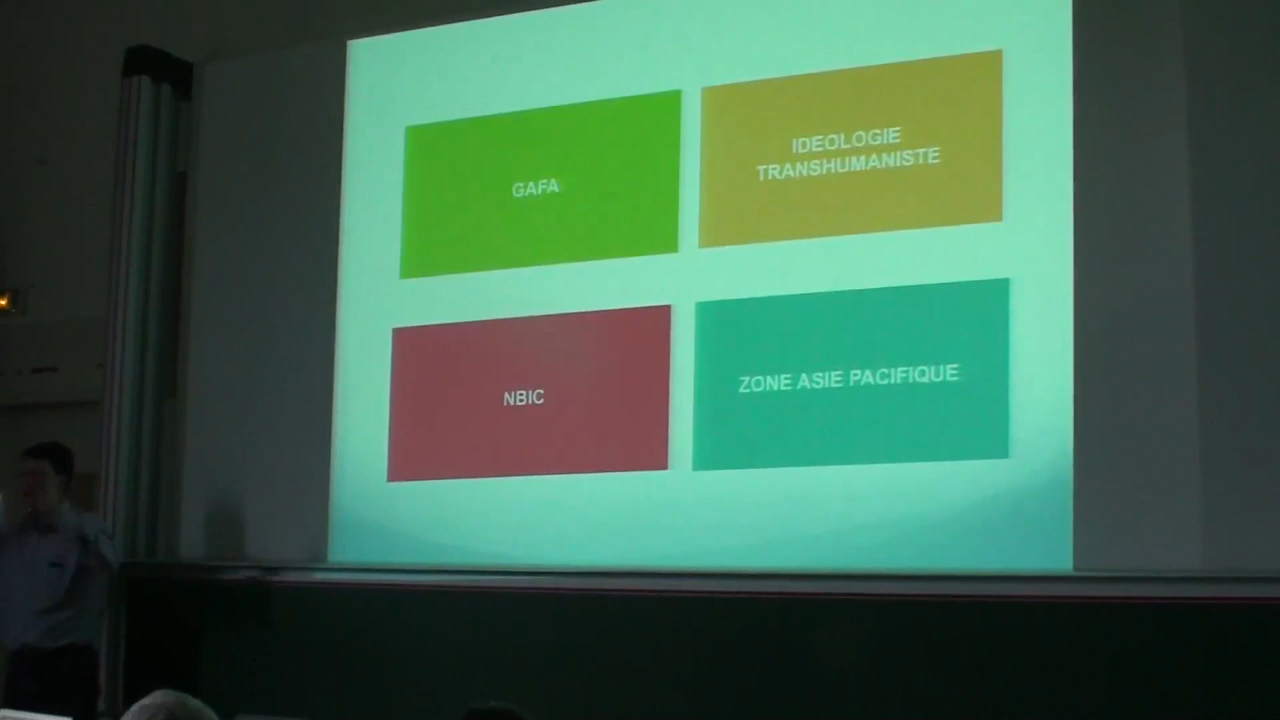 GAFA
IDEOLOGIE
TRANSHUMANISTE
NBIC
ZONE ASIE PACIFIQUE